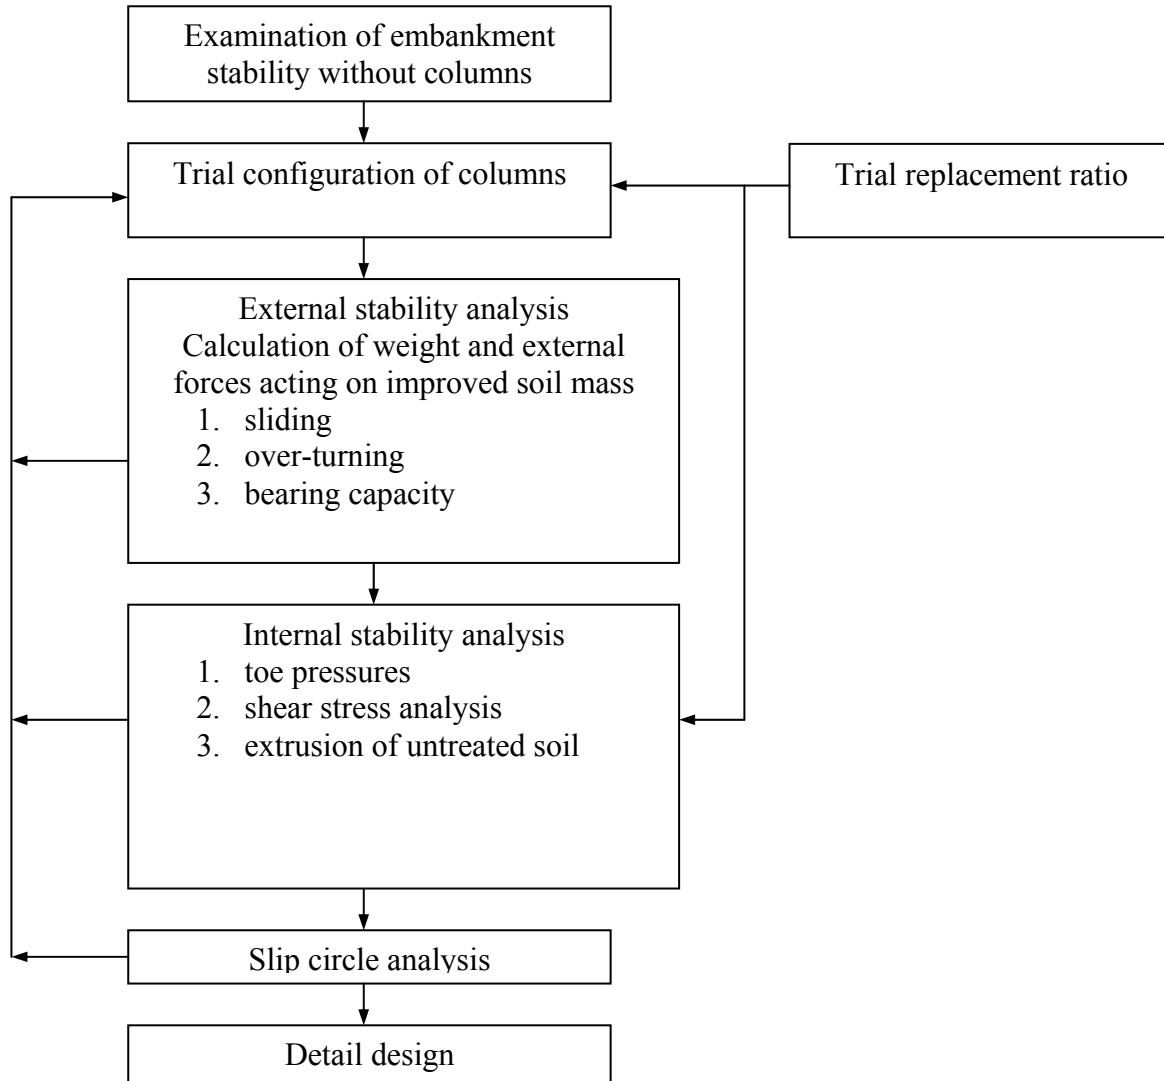 Examination of embankment
stability without columns
Trial configuration of columns
Trial replacement ratio
External stability analysis
Calculation of weight and external
forces acting on improved soil mass
1. sliding
2. over-turning
3. bearing capacity
Internal stability analysis
1. toe pressures
2. shear stress analysis
3. extrusion of untreated soil
Slip circle analysis
Detail design